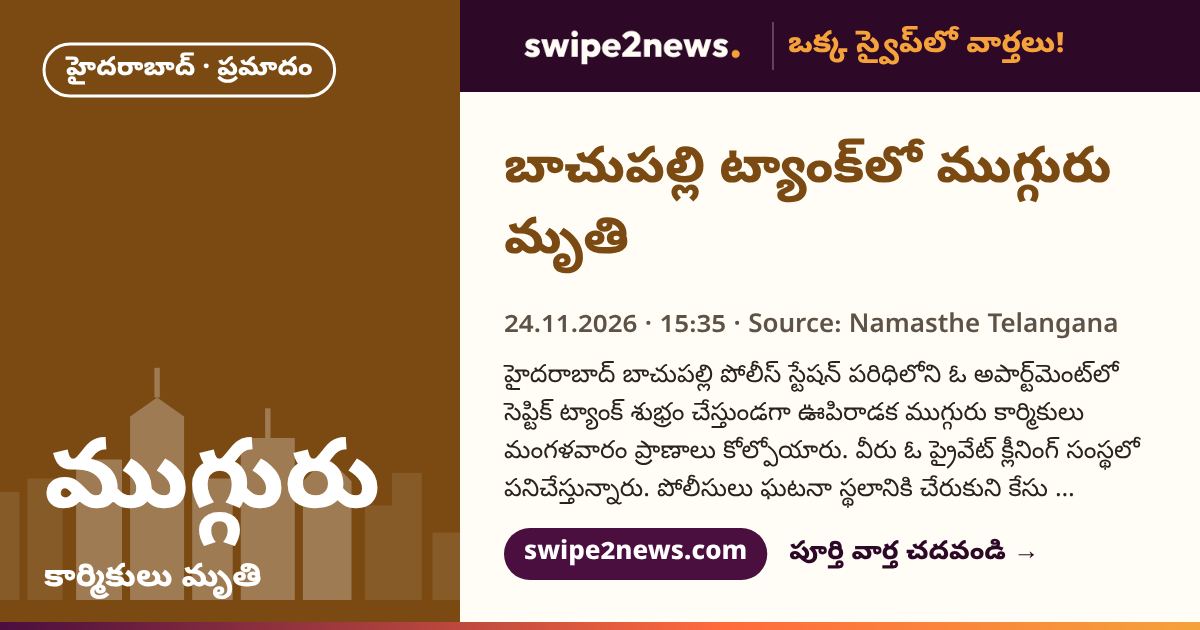 హైదరాబాద్ · ప్రమాదం
ముగ్గురు
కార్మికులు మృతి
swipe2news.
ఒక్క స్వైప్‌లో వార్తలు!
బాచుపల్లి ట్యాంక్‌లో ముగ్గురు
మృతి
24.11.2026 · 15:35 · Source: Namasthe Telangana
హైదరాబాద్ బాచుపల్లి పోలీస్ స్టేషన్ పరిధిలోని ఓ అపార్ట్‌మెంట్‌లో
సెప్టిక్ ట్యాంక్ శుభ్రం చేస్తుండగా ఊపిరాడక ముగ్గురు కార్మికులు
మంగళవారం ప్రాణాలు కోల్పోయారు. వీరు ఓ ప్రైవేట్ క్లీనింగ్ సంస్థలో
పనిచేస్తున్నారు. పోలీసులు ఘటనా స్థలానికి చేరుకుని కేసు ...
swipe2news.com
పూర్తి వార్త చదవండి →